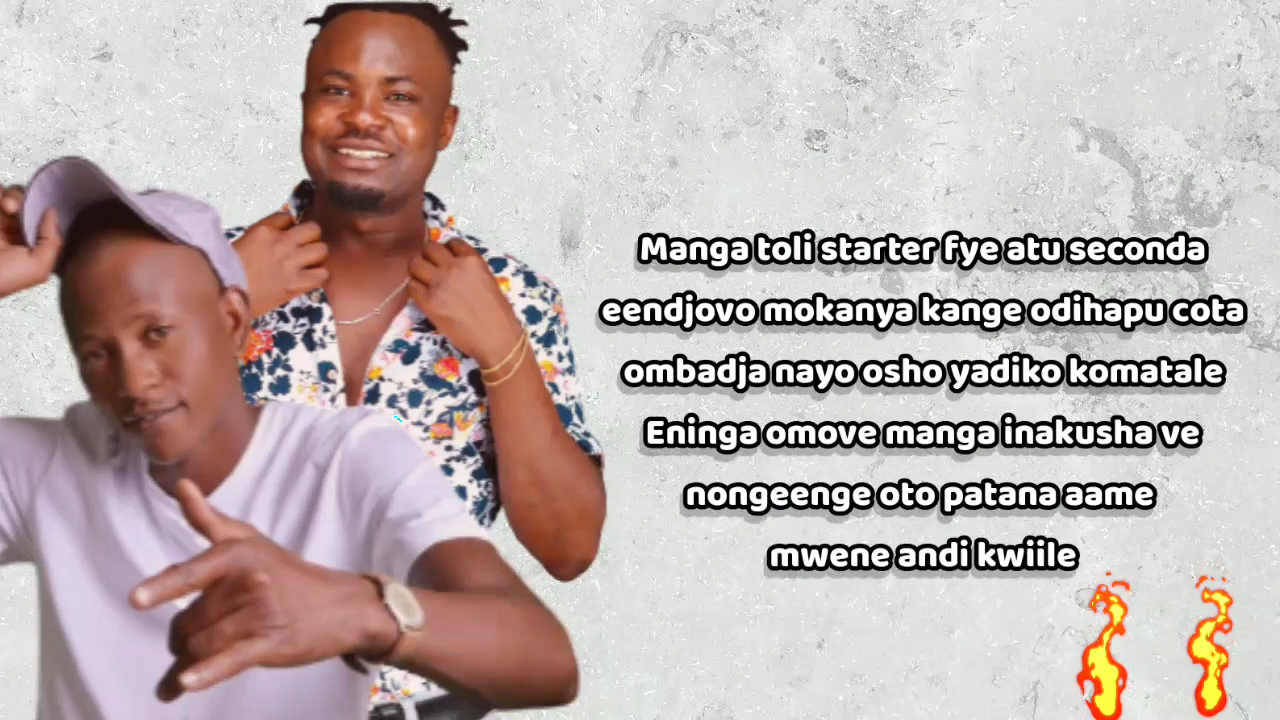 Manga toli starter fye atu seconda
eendjovo mokanya kange odihapu cota
ombadja nayo osho yadiko komatale
Eninga omove manga inakusha ve
nongeenge oto patana aame
mwene andi kwiile